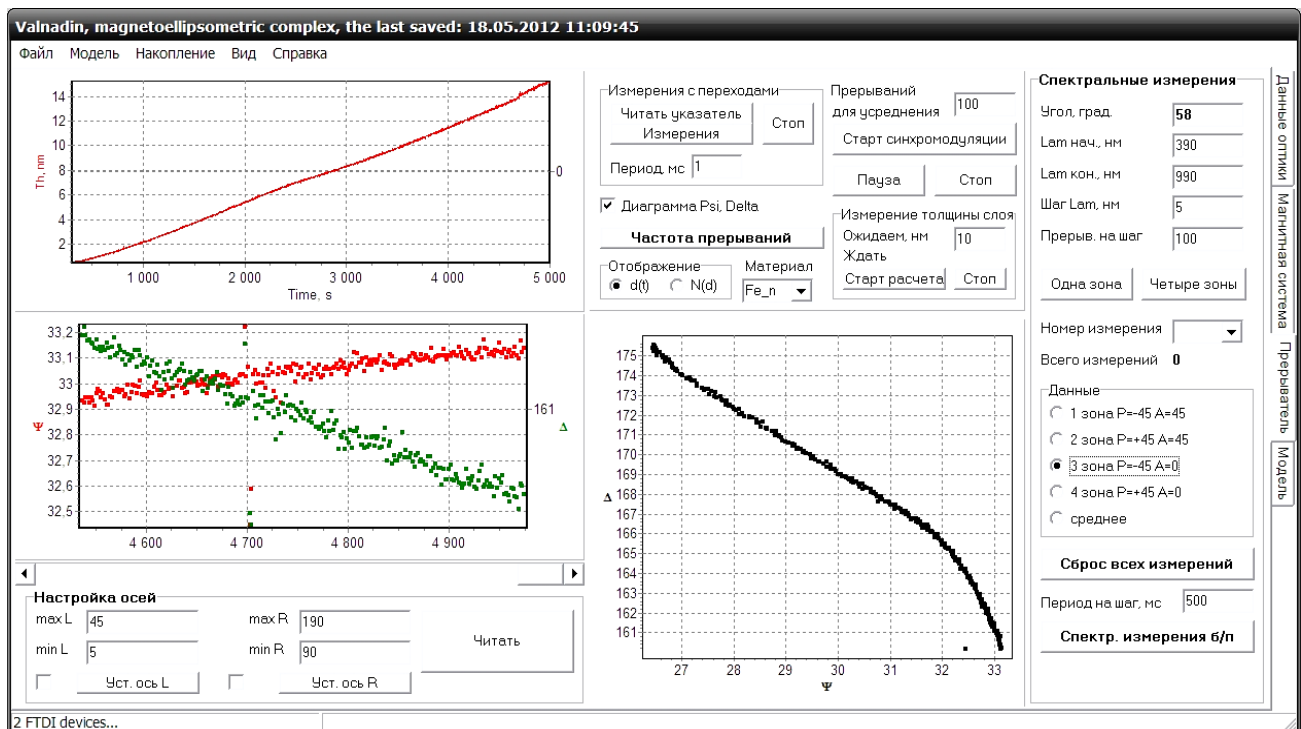 Valnadin, magnetoellipsometric complex, the last saved: 18.05.2012 11:09:45
Файл Модель Накопление Вид Справка
14
12
10
8
6
4
2
Th, nm
0
1 000 2 000 3 000 4 000 5 000
Time, s
33,2
33,1
33
32,9
32,8
32,7
32,6
32,5
Ψ
161
Δ
4 600 4 700 4 800 4 900
Настройка осей
max L 45 max R 190
min L 5 min R 90
Читать
Уст. ось L Уст. ось R
2 FTDI devices...
Измерения с переходами
Читать указатель
Измерения
Стоп
Период, мс 1
Прерываний
для усреднения 100
Старт синхромодуляции
Пауза Стоп
Диаграмма Psi, Delta
Частота прерываний
Отображение
d(t) N(d)
Материал
Fe_n
Измерение толщины слоя
Ожидаем, нм 10
Ждать
Старт расчета Стоп
175
174
173
172
171
170
169
168
167
166
165
164
163
162
161
Δ
27 28 29 30 31 32 33
Ψ
Спектральные измерения
Угол, град. 58
Lam нач., нм 390
Lam кон., нм 990
Шаг Lam, нм 5
Прерыв. на шаг 100
Одна зона Четыре зоны
Номер измерения
Всего измерений 0
Данные
1 зона P=-45 A=45
2 зона P=+45 A=45
3 зона P=-45 A=0
4 зона P=+45 A=0
среднее
Сброс всех измерений
Период на шаг, мс 500
Спектр. измерения б/п
Данные оптики
Магнитная система
Прерыватель
Модель